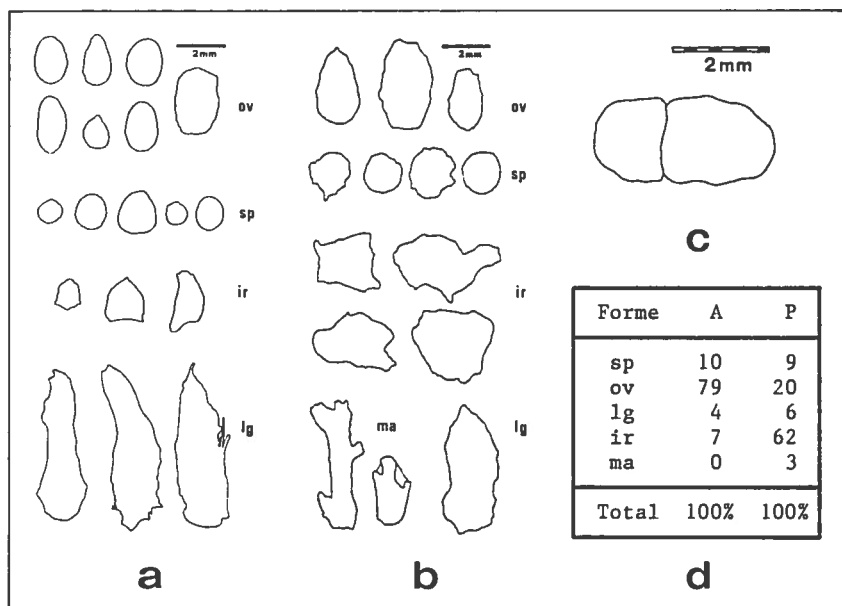 2mm
ov
sp
ir
lg
a
2mm
ov
sp
ir
ma
lg
b
2mm
c
Forme A P
sp 10 9
ov 79 20
lg 4 6
ir 7 62
ma 0 3
Total 100% 100%
d